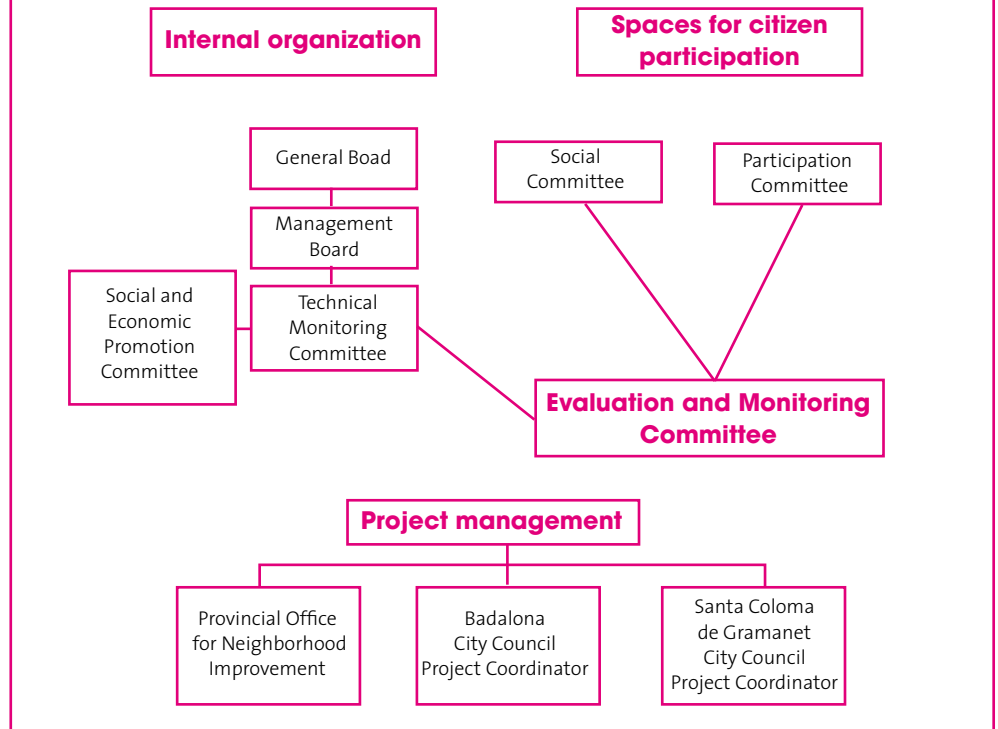 Internal organization
Spaces for citizen
participation
General Boad
Management
Board
Social and
Economic
Promotion
Committee
Technical
Monitoring
Committee
Social
Committee
Participation
Committee
Evaluation and Monitoring
Committee
Project management
Provincial Office
for Neighborhood
Improvement
Badalona
City Council
Project Coordinator
Santa Coloma
de Gramanet
City Council
Project Coordinator